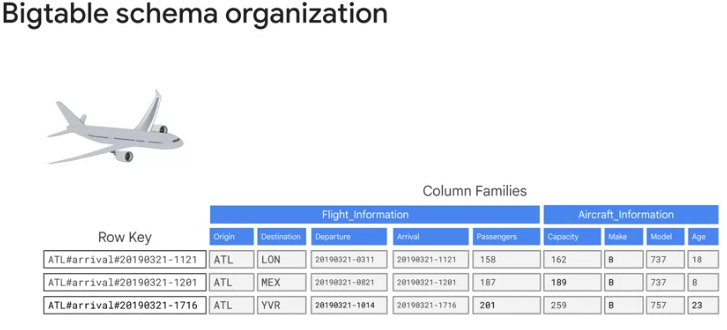 Bigtable schema organization
Column Families
Flight_Information Aircraft_Information
Row Key Origin Destination Departure Arrival Passengers Capacity Make Model Age
ATL#arrival#20190321-1121 ATL LON 20190321-0311 20190321-1121 158 162 B 737 18
ATL#arrival#20190321-1201 ATL MEX 20190321-0821 20190321-1201 187 189 B 737 8
ATL#arrival#20190321-1716 ATL YVR 20190321-1014 20190321-1716 201 259 B 757 23